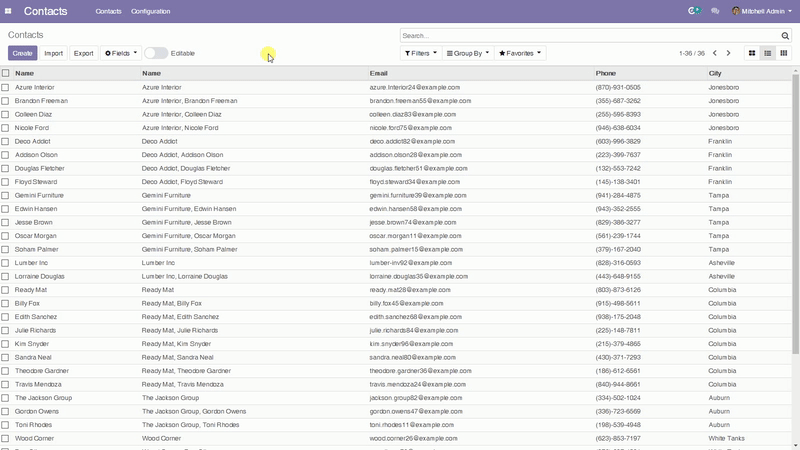 Contacts Contacts Configuration Mitchell Admin
Contacts
Search...
Create Import Export Fields Editable Filters Group By Favorites 1-36 / 36
Name Name Email Phone City
Azure Interior Azure Interior azure.Interior24@example.com (870)-931-0505 Jonesboro
Brandon Freeman Azure Interior, Brandon Freeman brandon.freeman55@example.com (355)-687-3262 Jonesboro
Colleen Diaz Azure Interior, Colleen Diaz colleen.diaz83@example.com (255)-595-8393 Jonesboro
Nicole Ford Azure Interior, Nicole Ford nicole.ford75@example.com (946)-638-6034 Jonesboro
Deco Addict Deco Addict deco.addict82@example.com (603)-996-3829 Franklin
Addison Olson Deco Addict, Addison Olson addison.olson28@example.com (223)-399-7637 Franklin
Douglas Fletcher Deco Addict, Douglas Fletcher douglas.fletcher51@example.com (132)-553-7242 Franklin
Floyd Steward Deco Addict, Floyd Steward floyd.steward34@example.com (145)-138-3401 Franklin
Gemini Furniture Gemini Furniture gemini.furniture39@example.com (941)-284-4875 Tampa
Edwin Hansen Gemini Furniture, Edwin Hansen edwin.hansen58@example.com (943)-352-2555 Tampa
Jesse Brown Gemini Furniture, Jesse Brown jesse.brown74@example.com (829)-386-3277 Tampa
Oscar Morgan Gemini Furniture, Oscar Morgan oscar.morgan11@example.com (561)-239-1744 Tampa
Soham Palmer Gemini Furniture, Soham Palmer soham.palmer15@example.com (379)-167-2040 Tampa
Lumber Inc Lumber Inc lumber-inv92@example.com (828)-316-0593 Asheville
Lorraine Douglas Lumber Inc, Lorraine Douglas lorraine.douglas35@example.com (443)-648-9155 Asheville
Ready Mat Ready Mat ready.mat28@example.com (803)-873-6126 Columbia
Billy Fox Ready Mat, Billy Fox billy.fox45@example.com (915)-498-5611 Columbia
Edith Sanchez Ready Mat, Edith Sanchez edith.sanchez68@example.com (938)-175-2048 Columbia
Julie Richards Ready Mat, Julie Richards julie.richards84@example.com (225)-148-7811 Columbia
Kim Snyder Ready Mat, Kim Snyder kim.snyder96@example.com (215)-379-4865 Columbia
Sandra Neal Ready Mat, Sandra Neal sandra.neal80@example.com (430)-371-7293 Columbia
Theodore Gardner Ready Mat, Theodore Gardner theodore.gardner36@example.com (186)-612-6561 Columbia
Travis Mendoza Ready Mat, Travis Mendoza travis.mendoza24@example.com (840)-944-8661 Columbia
The Jackson Group The Jackson Group jackson.group82@example.com (334)-502-1024 Auburn
Gordon Owens The Jackson Group, Gordon Owens gordon.owens47@example.com (336)-723-6569 Auburn
Toni Rhodes The Jackson Group, Toni Rhodes toni.rhodes11@example.com (198)-539-4948 Auburn
Wood Corner Wood Corner wood.corner26@example.com (623)-853-7197 White Tanks